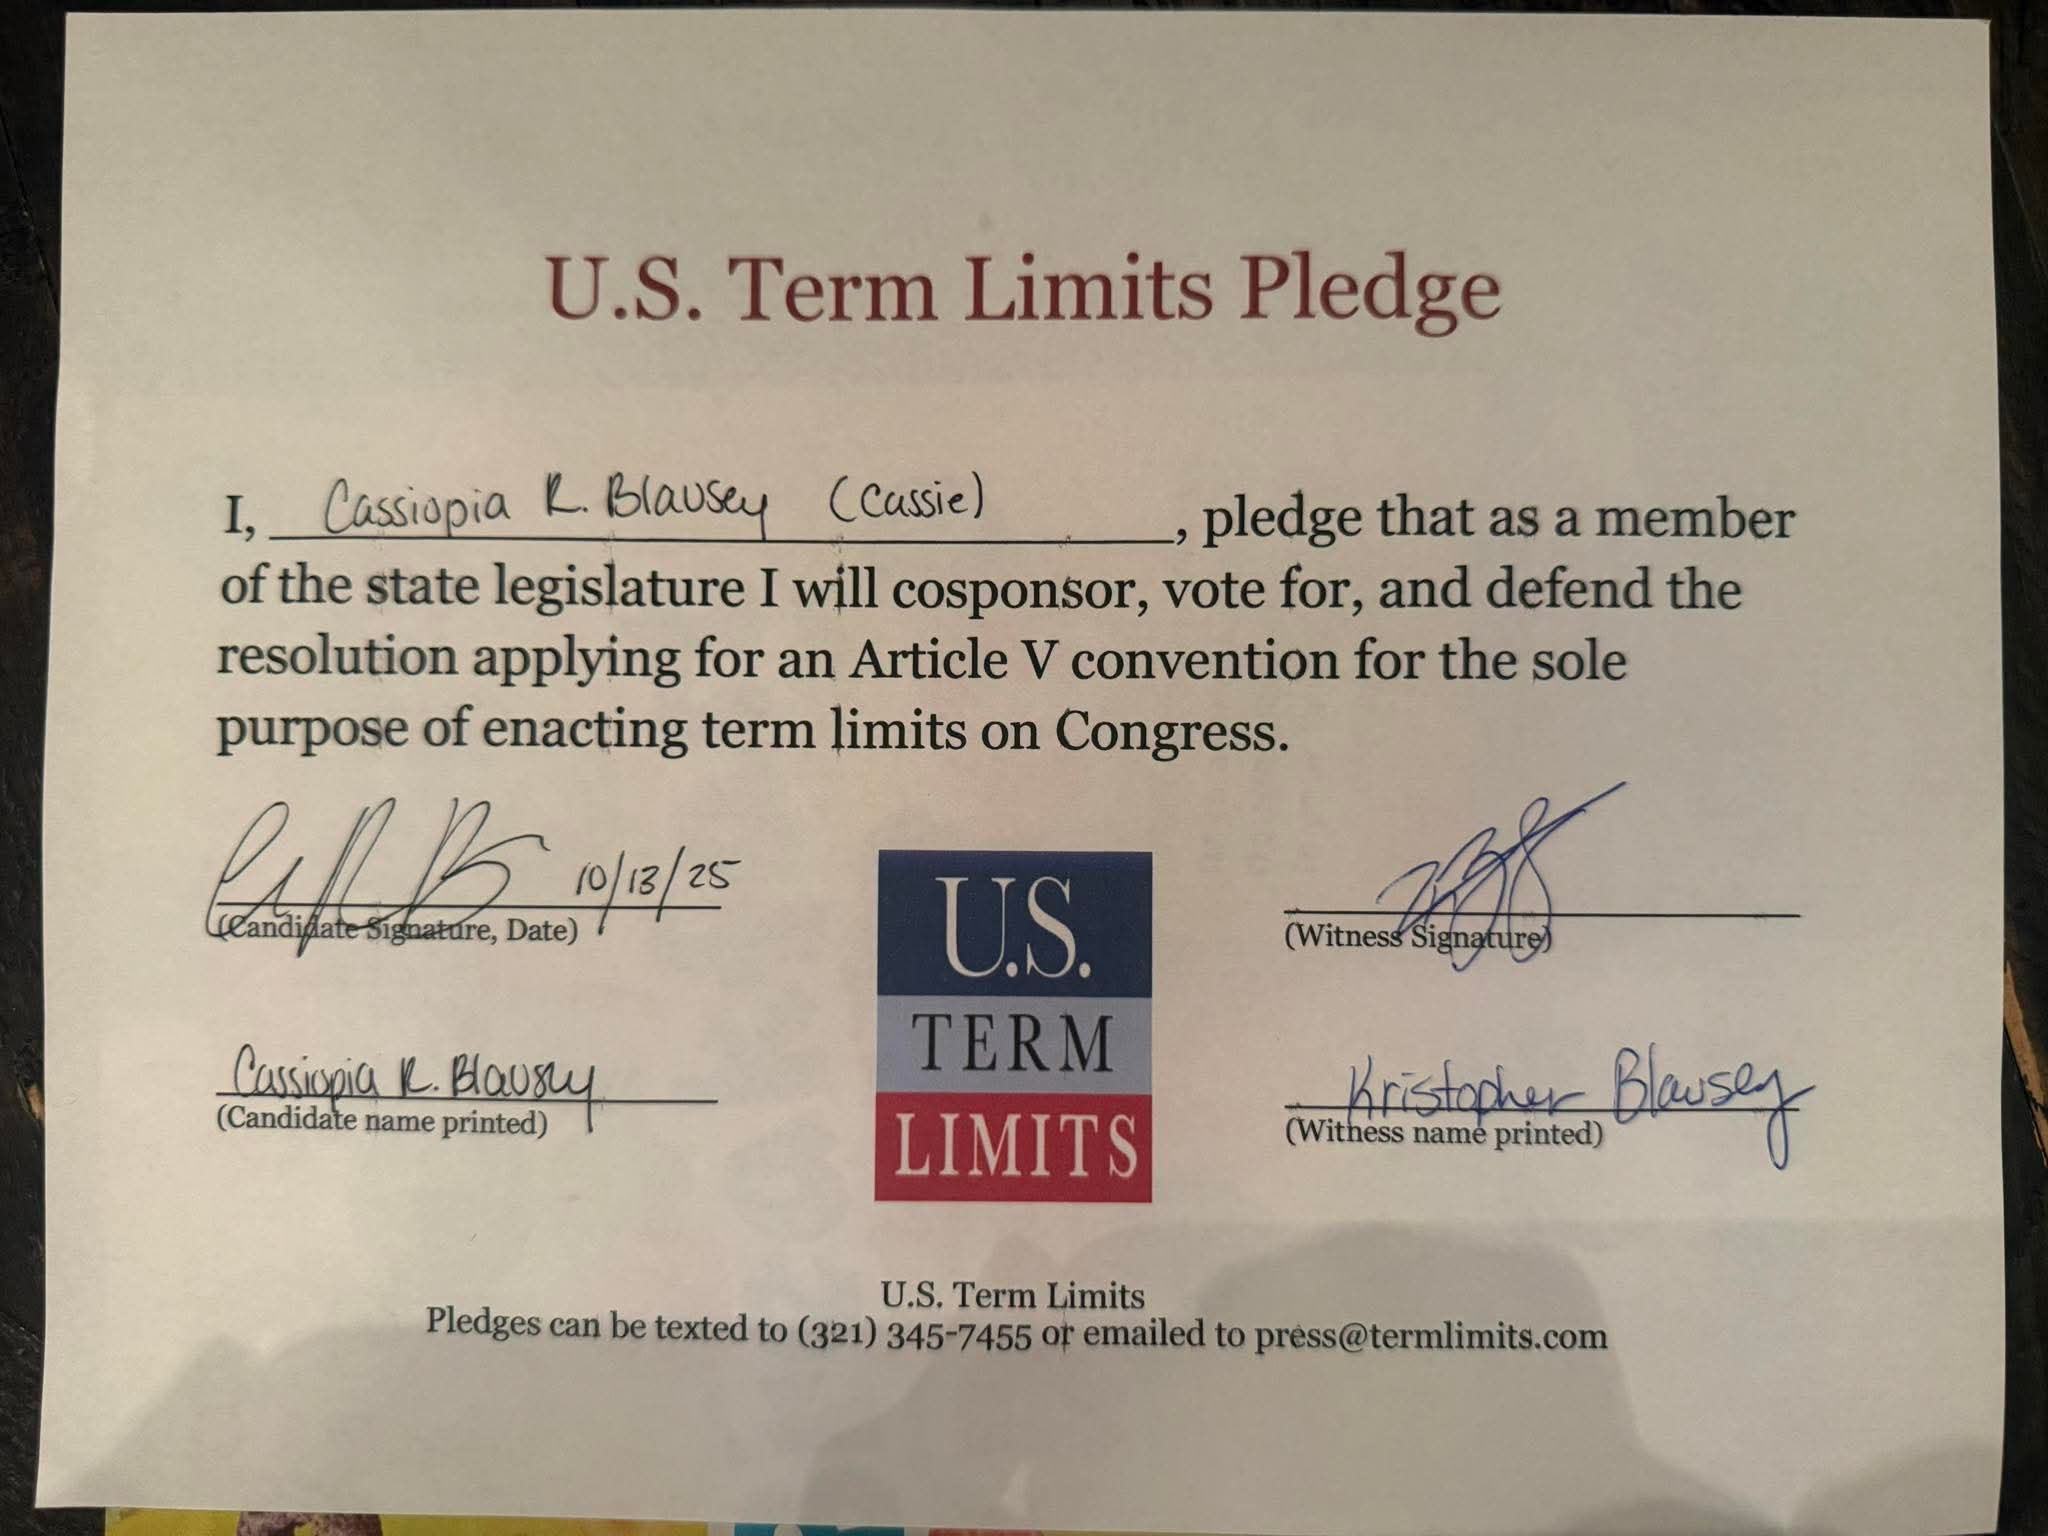 U.S. Term Limits Pledge
I, Cassiopia R. Blausey (Cassie), pledge that as a member
of the state legislature I will cosponsor, vote for, and defend the
resolution applying for an Article V convention for the sole
purpose of enacting term limits on Congress.
10/13/25
(Candidate Signature, Date)
(Witness Signature)
Cassiopia R. Blausey
(Candidate name printed)
Kristopher Blausey
(Witness name printed)
U.S.
TERM
LIMITS
U.S. Term Limits
Pledges can be texted to (321) 345-7455 or emailed to press@termlimits.com